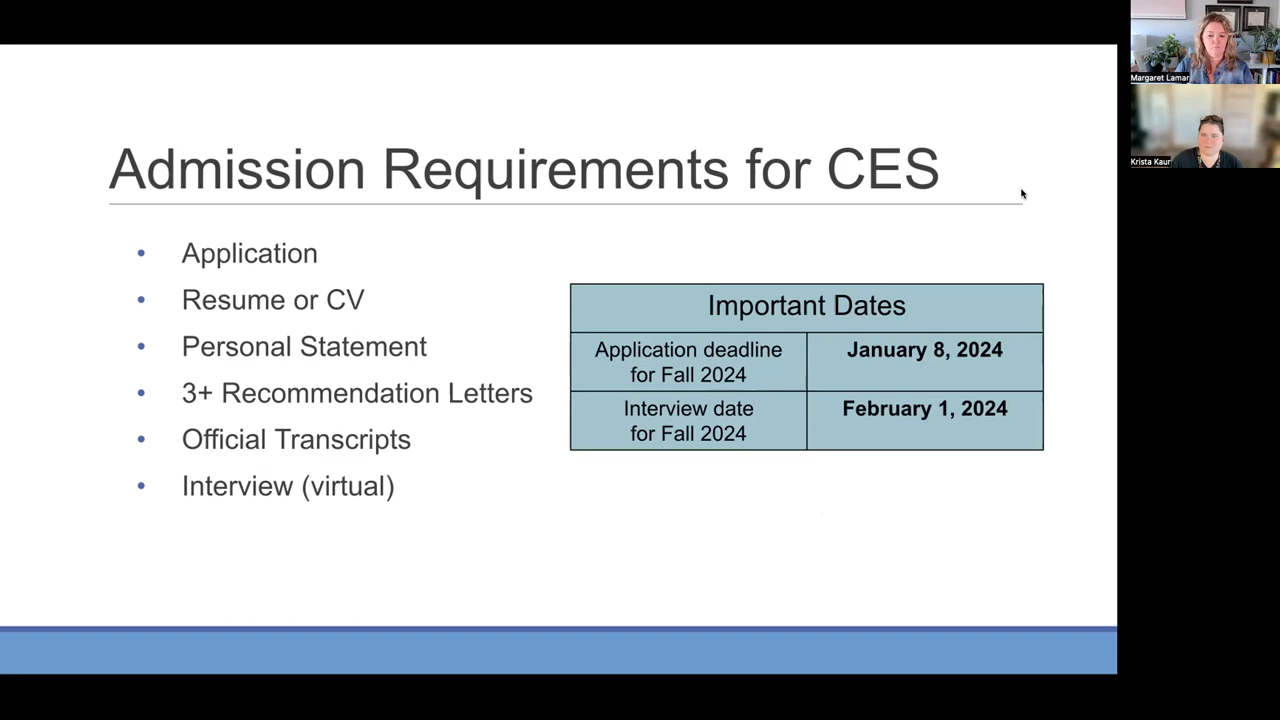 Admission Requirements for CES
• Application
• Resume or CV
• Personal Statement
• 3+ Recommendation Letters
• Official Transcripts
• Interview (virtual)
Important Dates
Application deadline
for Fall 2024
January 8, 2024
Interview date
for Fall 2024
February 1, 2024
Margaret Lamar
Krista Kaur